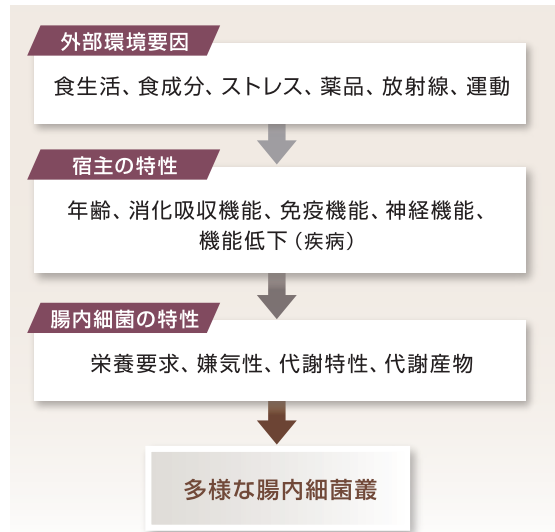 外部環境要因
食生活、食成分、ストレス、薬品、放射線、運動
宿主の特性
年齢、消化吸収機能、免疫機能、神経機能、
機能低下（疾病）
腸内細菌の特性
栄養要求、嫌気性、代謝特性、代謝産物
多様な腸内細菌叢